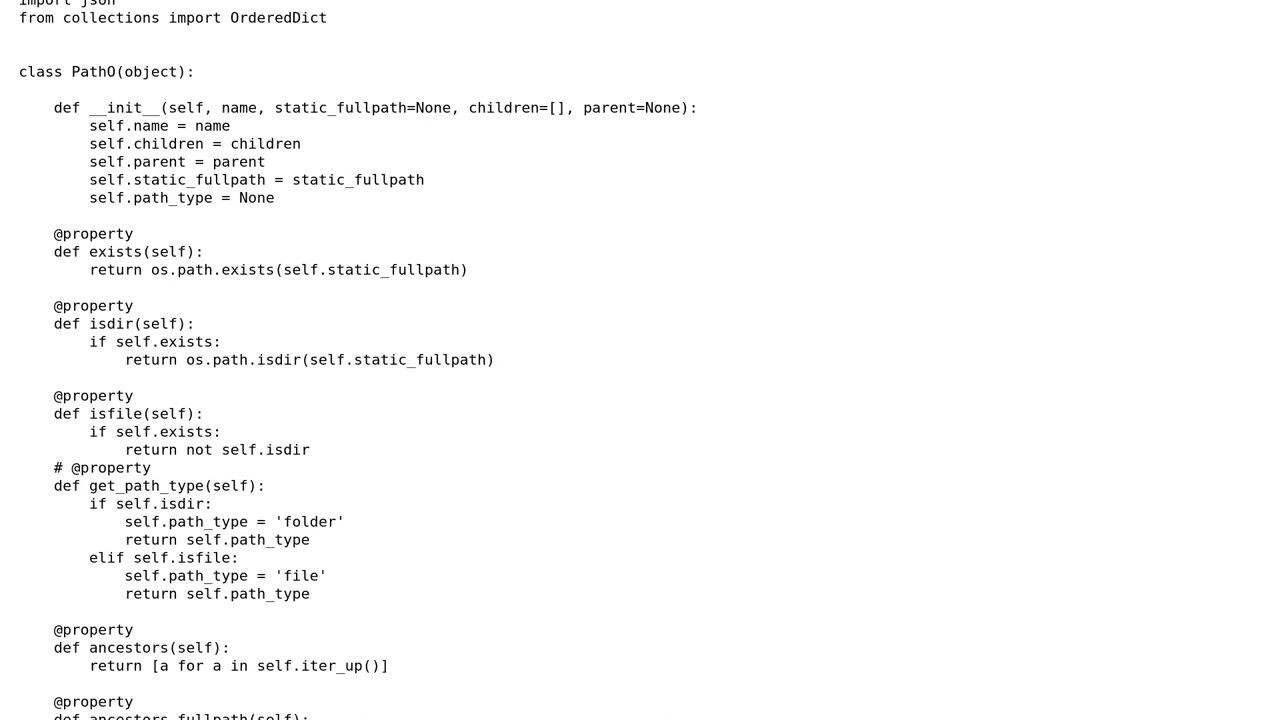 import json
from collections import OrderedDict
class PathO(object):
def __init__(self, name, static_fullpath=None, children=[], parent=None):
self.name = name
self.children = children
self.parent = parent
self.static_fullpath = static_fullpath
self.path_type = None
@property
def exists(self):
return os.path.exists(self.static_fullpath)
@property
def isdir(self):
if self.exists:
return os.path.isdir(self.static_fullpath)
@property
def isfile(self):
if self.exists:
return not self.isdir
# @property
def get_path_type(self):
if self.isdir:
self.path_type = 'folder'
return self.path_type
elif self.isfile:
self.path_type = 'file'
return self.path_type
@property
def ancestors(self):
return [a for a in self.iter_up()]
@property
def ancestors_fullpath(self):